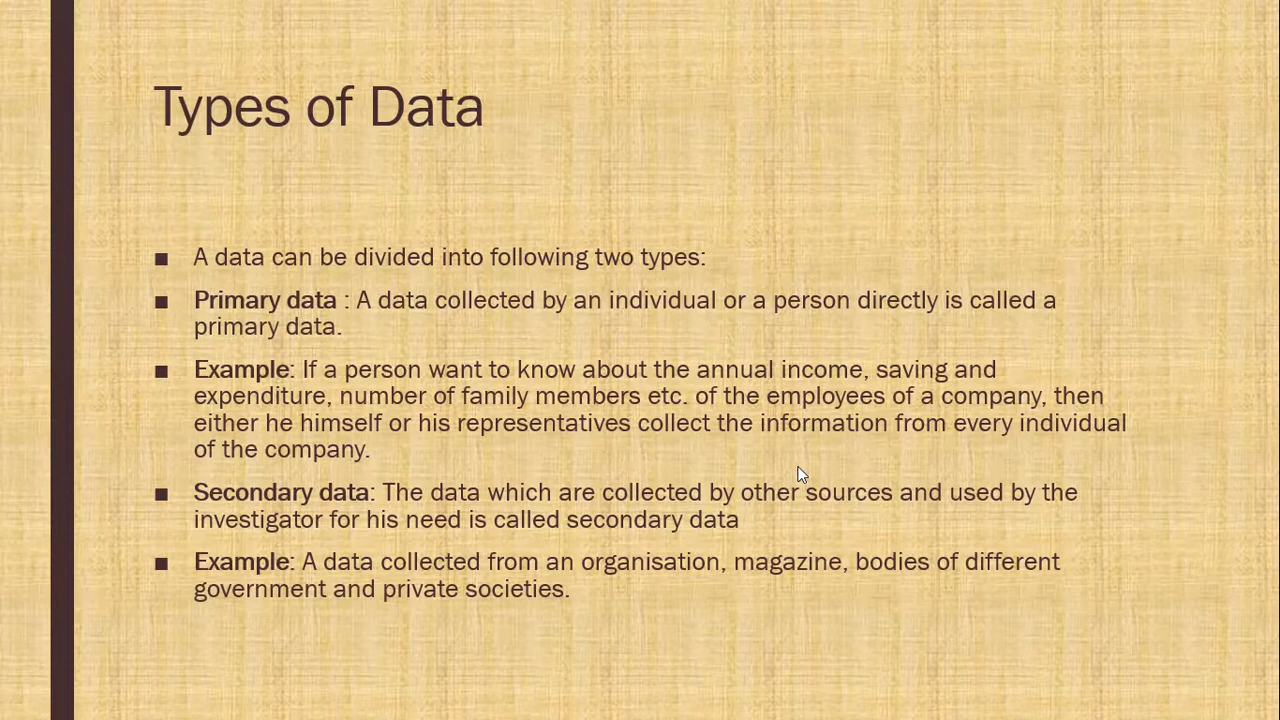 Types of Data
■ A data can be divided into following two types:
■ Primary data : A data collected by an individual or a person directly is called a
primary data.
■ Example: If a person want to know about the annual income, saving and
expenditure, number of family members etc. of the employees of a company, then
either he himself or his representatives collect the information from every individual
of the company.
■ Secondary data: The data which are collected by other sources and used by the
investigator for his need is called secondary data
■ Example: A data collected from an organisation, magazine, bodies of different
government and private societies.